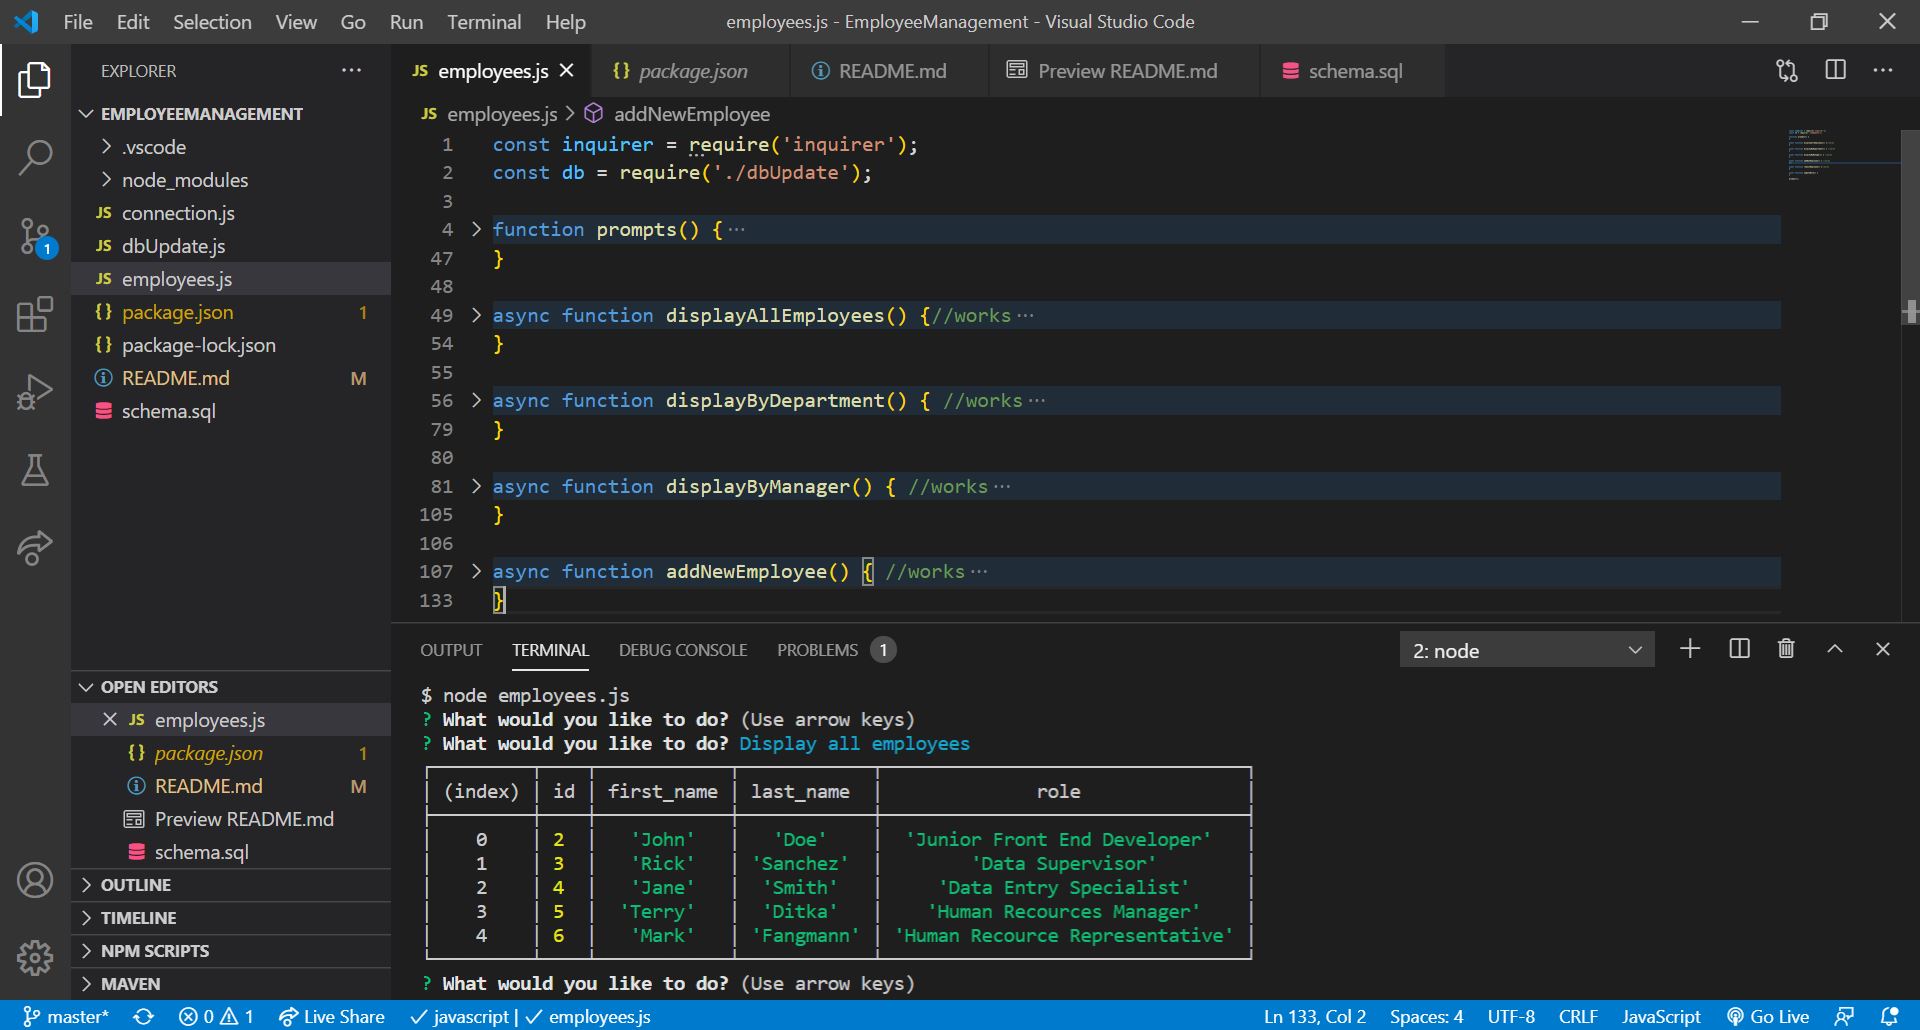 File Edit Selection View Go Run Terminal Help
employees.js - EmployeeManagement - Visual Studio Code
EXPLORER
EMPLOYEEMANAGEMENT
.vscode
node_modules
JS connection.js
JS dbUpdate.js
JS employees.js
{} package.json 1
{} package-lock.json
README.md M
schema.sql
OPEN EDITORS
JS employees.js
{} package.json 1
README.md M
Preview README.md
schema.sql
OUTLINE
TIMELINE
NPM SCRIPTS
MAVEN
1
JS employees.js {} package.json README.md Preview README.md schema.sql
JS employees.js > addNewEmployee
1 const inquirer = require('inquirer');
2 const db = require('./dbUpdate');
3
4 function prompts() { ···
47 }
48
49 async function displayAllEmployees() {//works ···
54 }
55
56 async function displayByDepartment() { //works ···
79 }
80
81 async function displayByManager() { //works ···
105 }
106
107 async function addNewEmployee() { //works ···
133 }
OUTPUT TERMINAL DEBUG CONSOLE PROBLEMS 1
2: node
$ node employees.js
? What would you like to do? (Use arrow keys)
? What would you like to do? Display all employees
(index) id first_name last_name role
0 2 'John' 'Doe' 'Junior Front End Developer'
1 3 'Rick' 'Sanchez' 'Data Supervisor'
2 4 'Jane' 'Smith' 'Data Entry Specialist'
3 5 'Terry' 'Ditka' 'Human Recources Manager'
4 6 'Mark' 'Fangmann' 'Human Recource Representative'
? What would you like to do? (Use arrow keys)
master* 0 1 Live Share javascript | employees.js Ln 133, Col 2 Spaces: 4 UTF-8 CRLF JavaScript Go Live